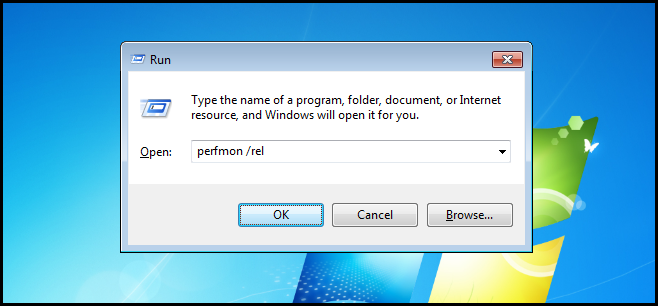 Run
Type the name of a program, folder, document, or Internet
resource, and Windows will open it for you.
Open: perfmon /rel
OK Cancel Browse...